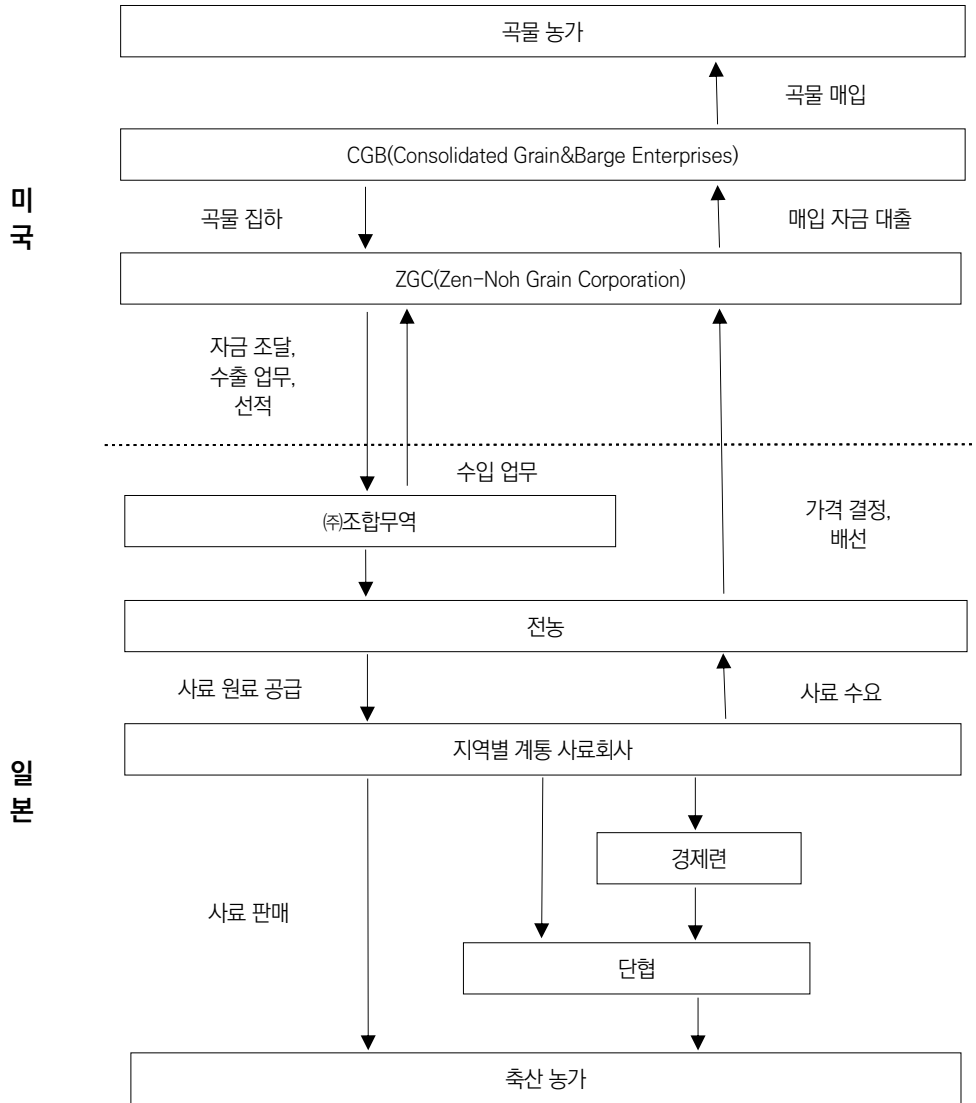 곡물 농가
곡물 매입
CGB(Consolidated Grain&Barge Enterprises)
미
국
곡물 집하
매입 자금 대출
ZGC(Zen-Noh Grain Corporation)
자금 조달,
수출 업무,
선적
수입 업무
㈜조합무역
가격 결정,
배선
전농
사료 원료 공급
사료 수요
지역별 계통 사료회사
일
본
경제련
사료 판매
단협
축산 농가